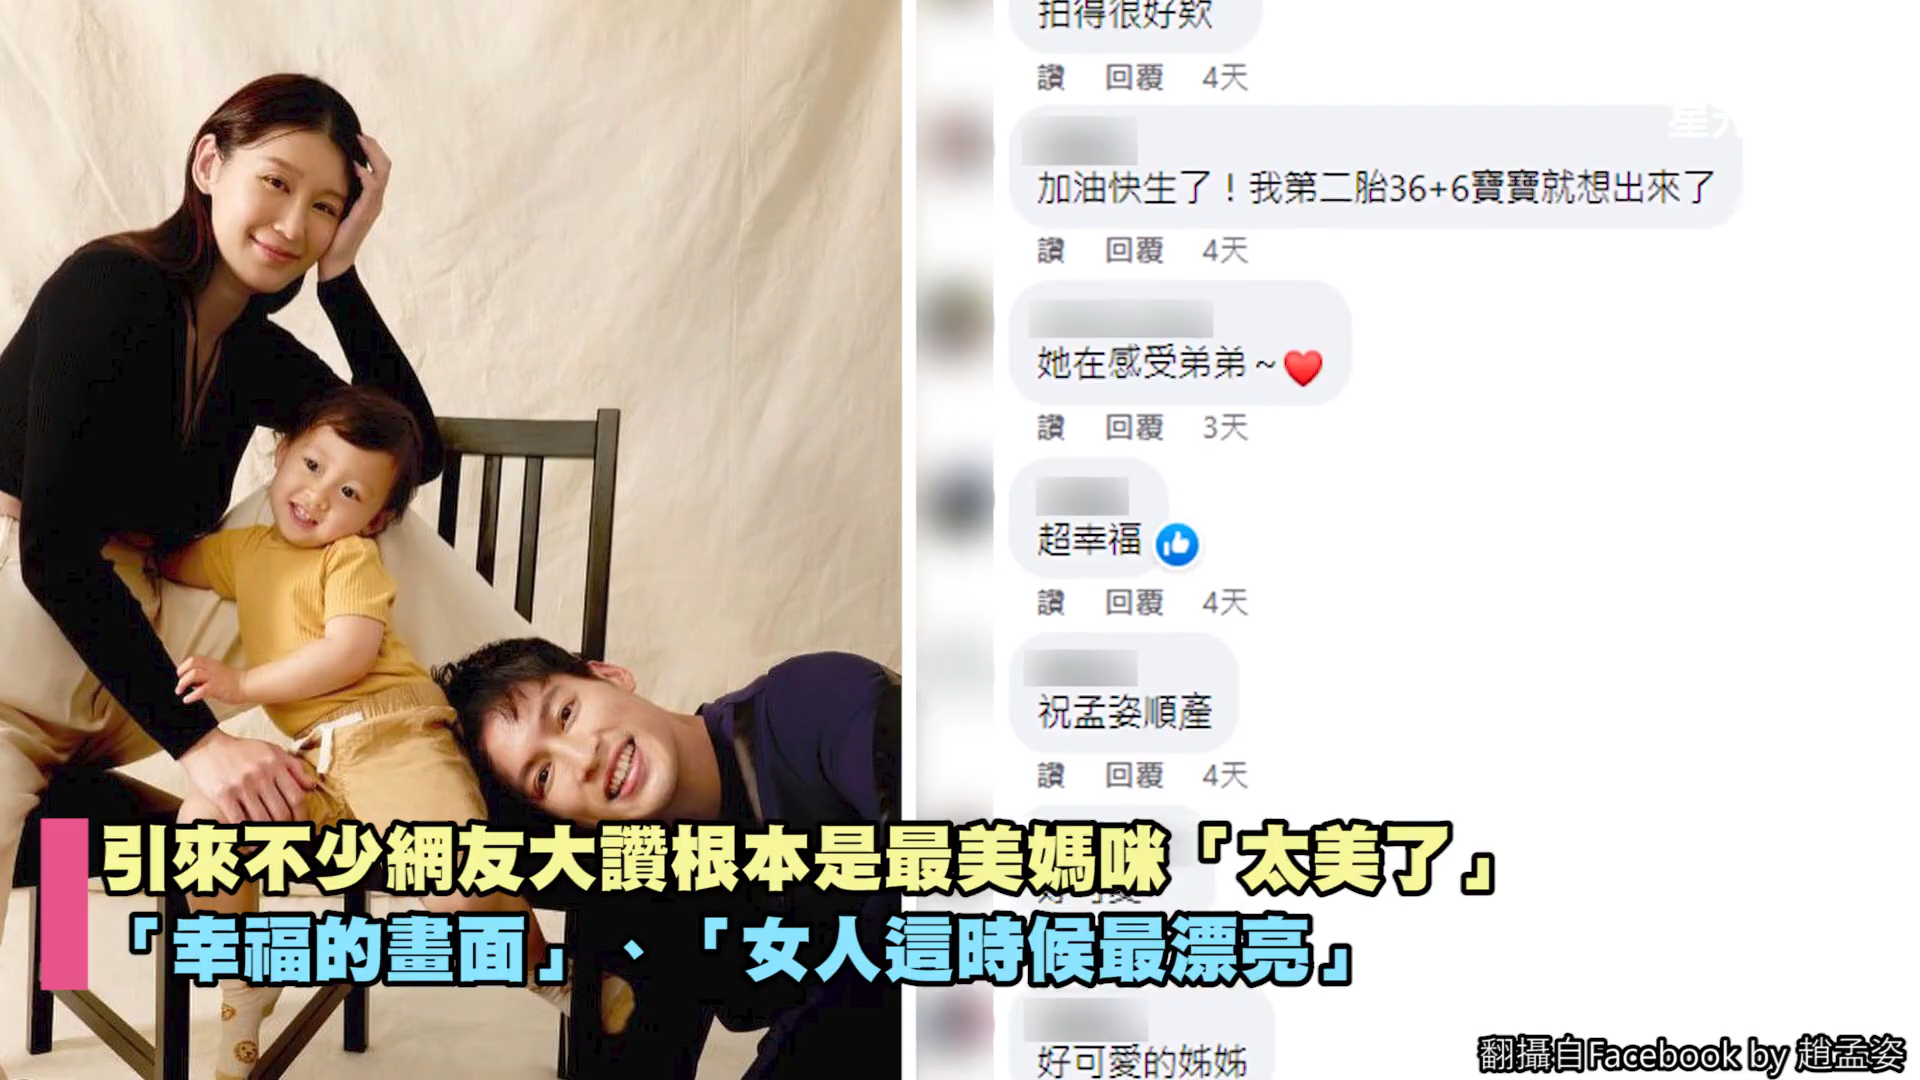 拍得很好欸
讚 回覆 4天
加油快生了！我第二胎36+6寶寶就想出來了
讚 回覆 4天
她在感受弟弟~
讚 回覆 3天
超幸福
讚 回覆 4天
祝孟姿順產
讚 回覆 4天
好可愛
好可愛的姊姊
引來不少網友大讚根本是最美媽咪「太美了」
「幸福的畫面」、「女人這時候最漂亮」
翻攝自Facebook by 趙孟姿